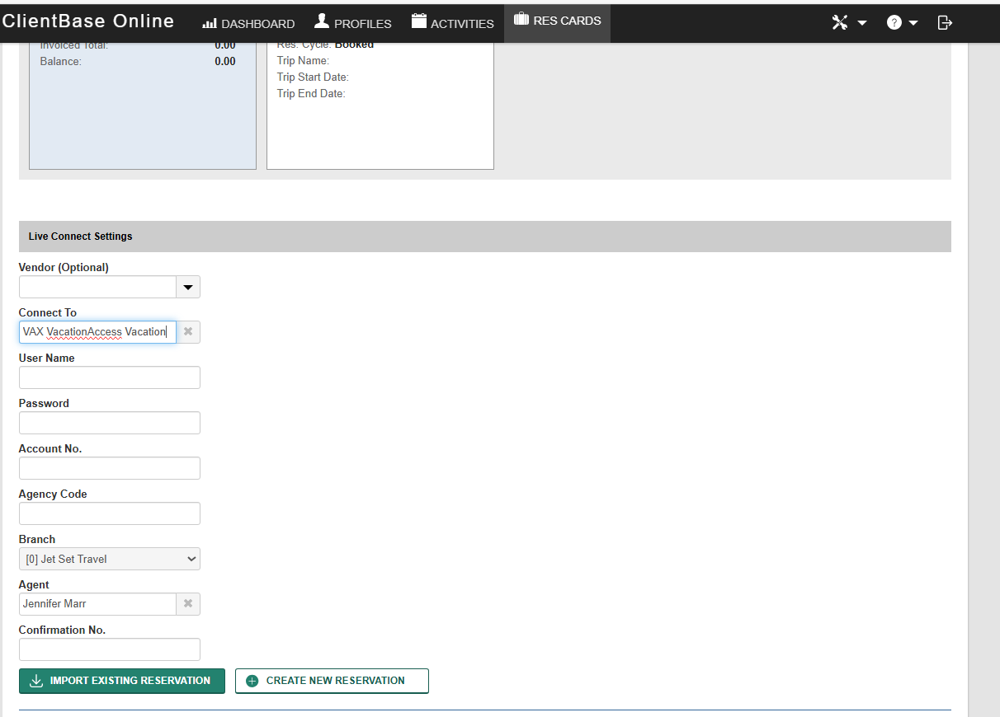 ClientBase Online DASHBOARD PROFILES ACTIVITIES RES CARDS ?
Invoiced Total: 0.00
Balance: 0.00
Res. Cycle: Booked
Trip Name:
Trip Start Date:
Trip End Date:
Live Connect Settings
Vendor (Optional)
Connect To
VAX VacationAccess Vacation
User Name
Password
Account No.
Agency Code
Branch
[0] Jet Set Travel
Agent
Jennifer Marr
Confirmation No.
IMPORT EXISTING RESERVATION CREATE NEW RESERVATION